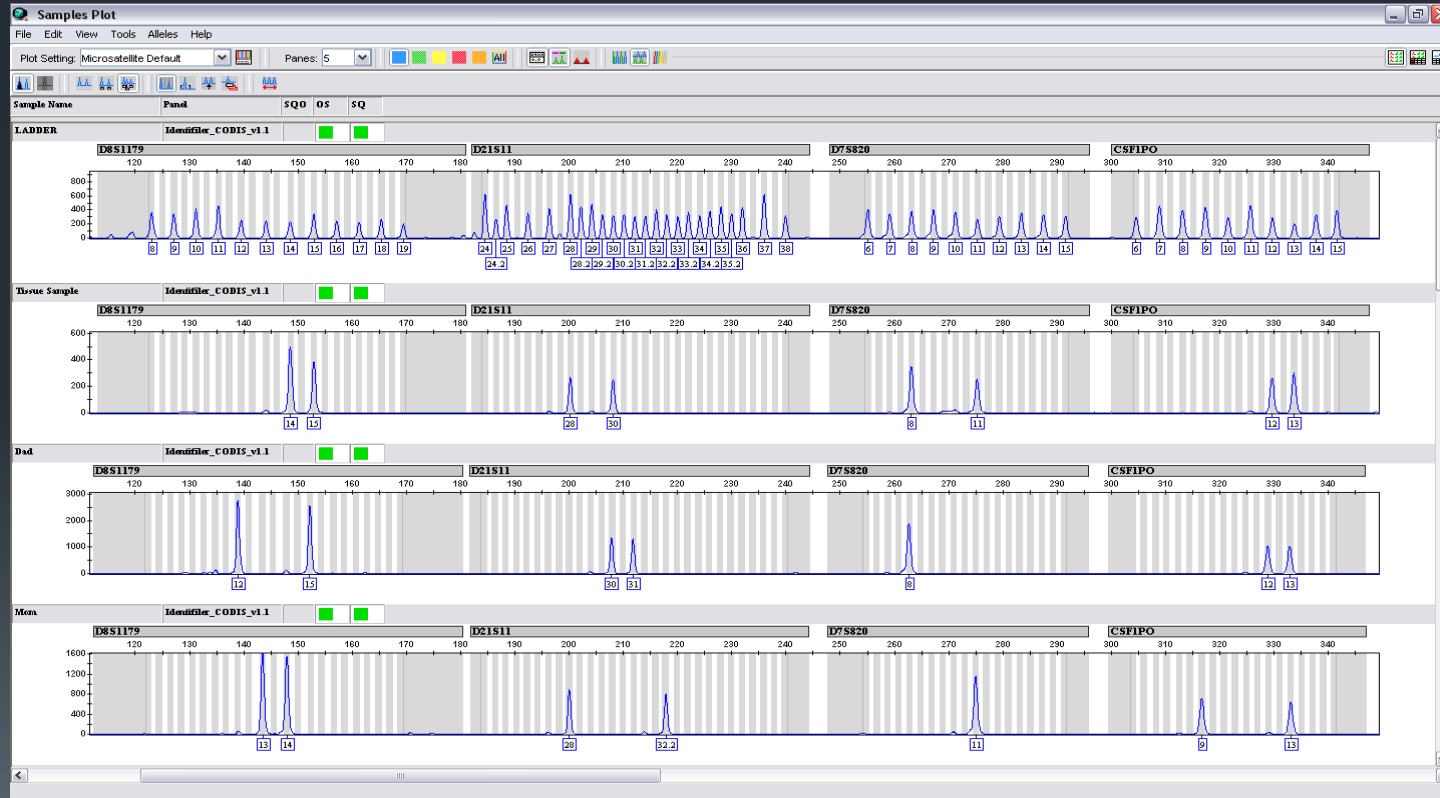 Samples Plot
File Edit View Tools Alleles Help
Plot Setting: Microsatellite Default Panes: 5 All
Sample Name Panel SQO OS SQ
LADDER Identifiler_CODIS_v1.1
D8S1179 D21S11 D7S820 CSF1PO
120 130 140 150 160 170 180 190 200 210 220 230 240 250 260 270 280 290 300 310 320 330 340
800
600
400
200
0
8 9 10 11 12 13 14 15 16 17 18 19 24 25 26 27 28 29 30 31 32 33 34 35 36 37 38 6 7 8 9 10 11 12 13 14 15 6 7 8 9 10 11 12 13 14 15
24.2 28.2 29.2 30.2 31.2 32.2 33.2 34.2 35.2
Tissue Sample Identifiler_CODIS_v1.1
D8S1179 D21S11 D7S820 CSF1PO
120 130 140 150 160 170 180 190 200 210 220 230 240 250 260 270 280 290 300 310 320 330 340
600
400
200
0
14 15 28 30 8 11 12 13
Dad Identifiler_CODIS_v1.1
D8S1179 D21S11 D7S820 CSF1PO
120 130 140 150 160 170 180 190 200 210 220 230 240 250 260 270 280 290 300 310 320 330 340
3000
2000
1000
0
12 15 30 31 8 12 13
Mom Identifiler_CODIS_v1.1
D8S1179 D21S11 D7S820 CSF1PO
120 130 140 150 160 170 180 190 200 210 220 230 240 250 260 270 280 290 300 310 320 330 340
1600
1200
800
400
0
13 14 28 32.2 11 9 13